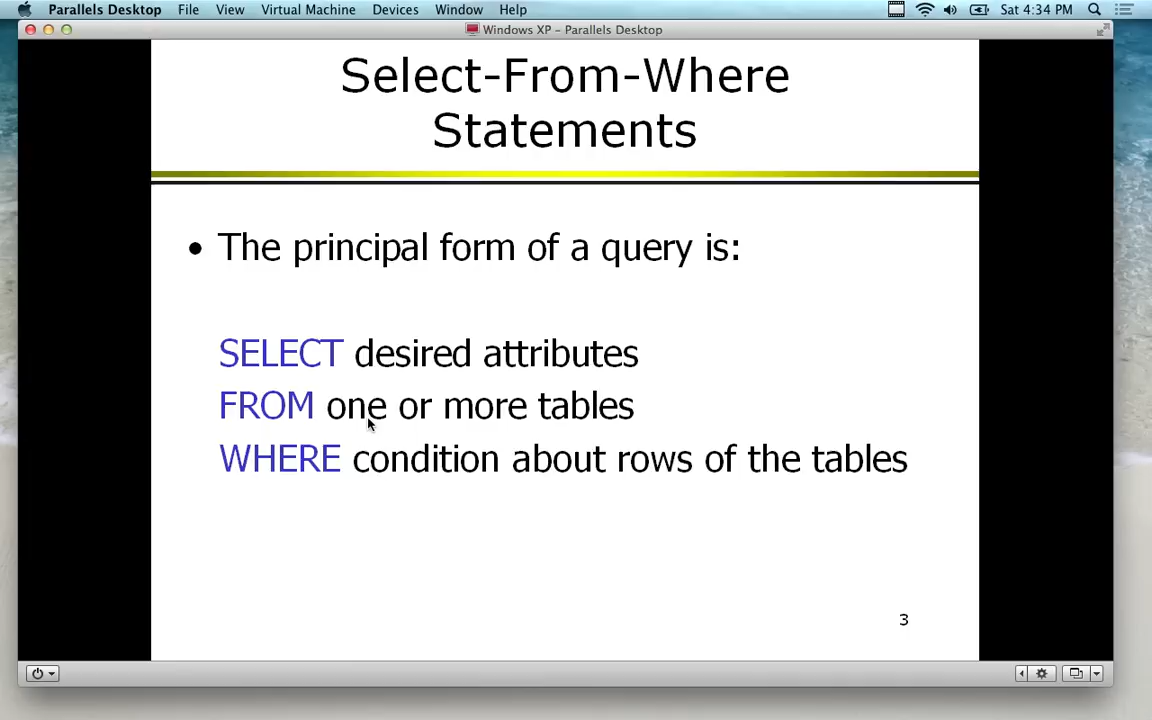 Parallels Desktop File View Virtual Machine Devices Window Help Sat 4:34 PM
Windows XP – Parallels Desktop
Select-From-Where
Statements
• The principal form of a query is:
SELECT desired attributes
FROM one or more tables
WHERE condition about rows of the tables
3